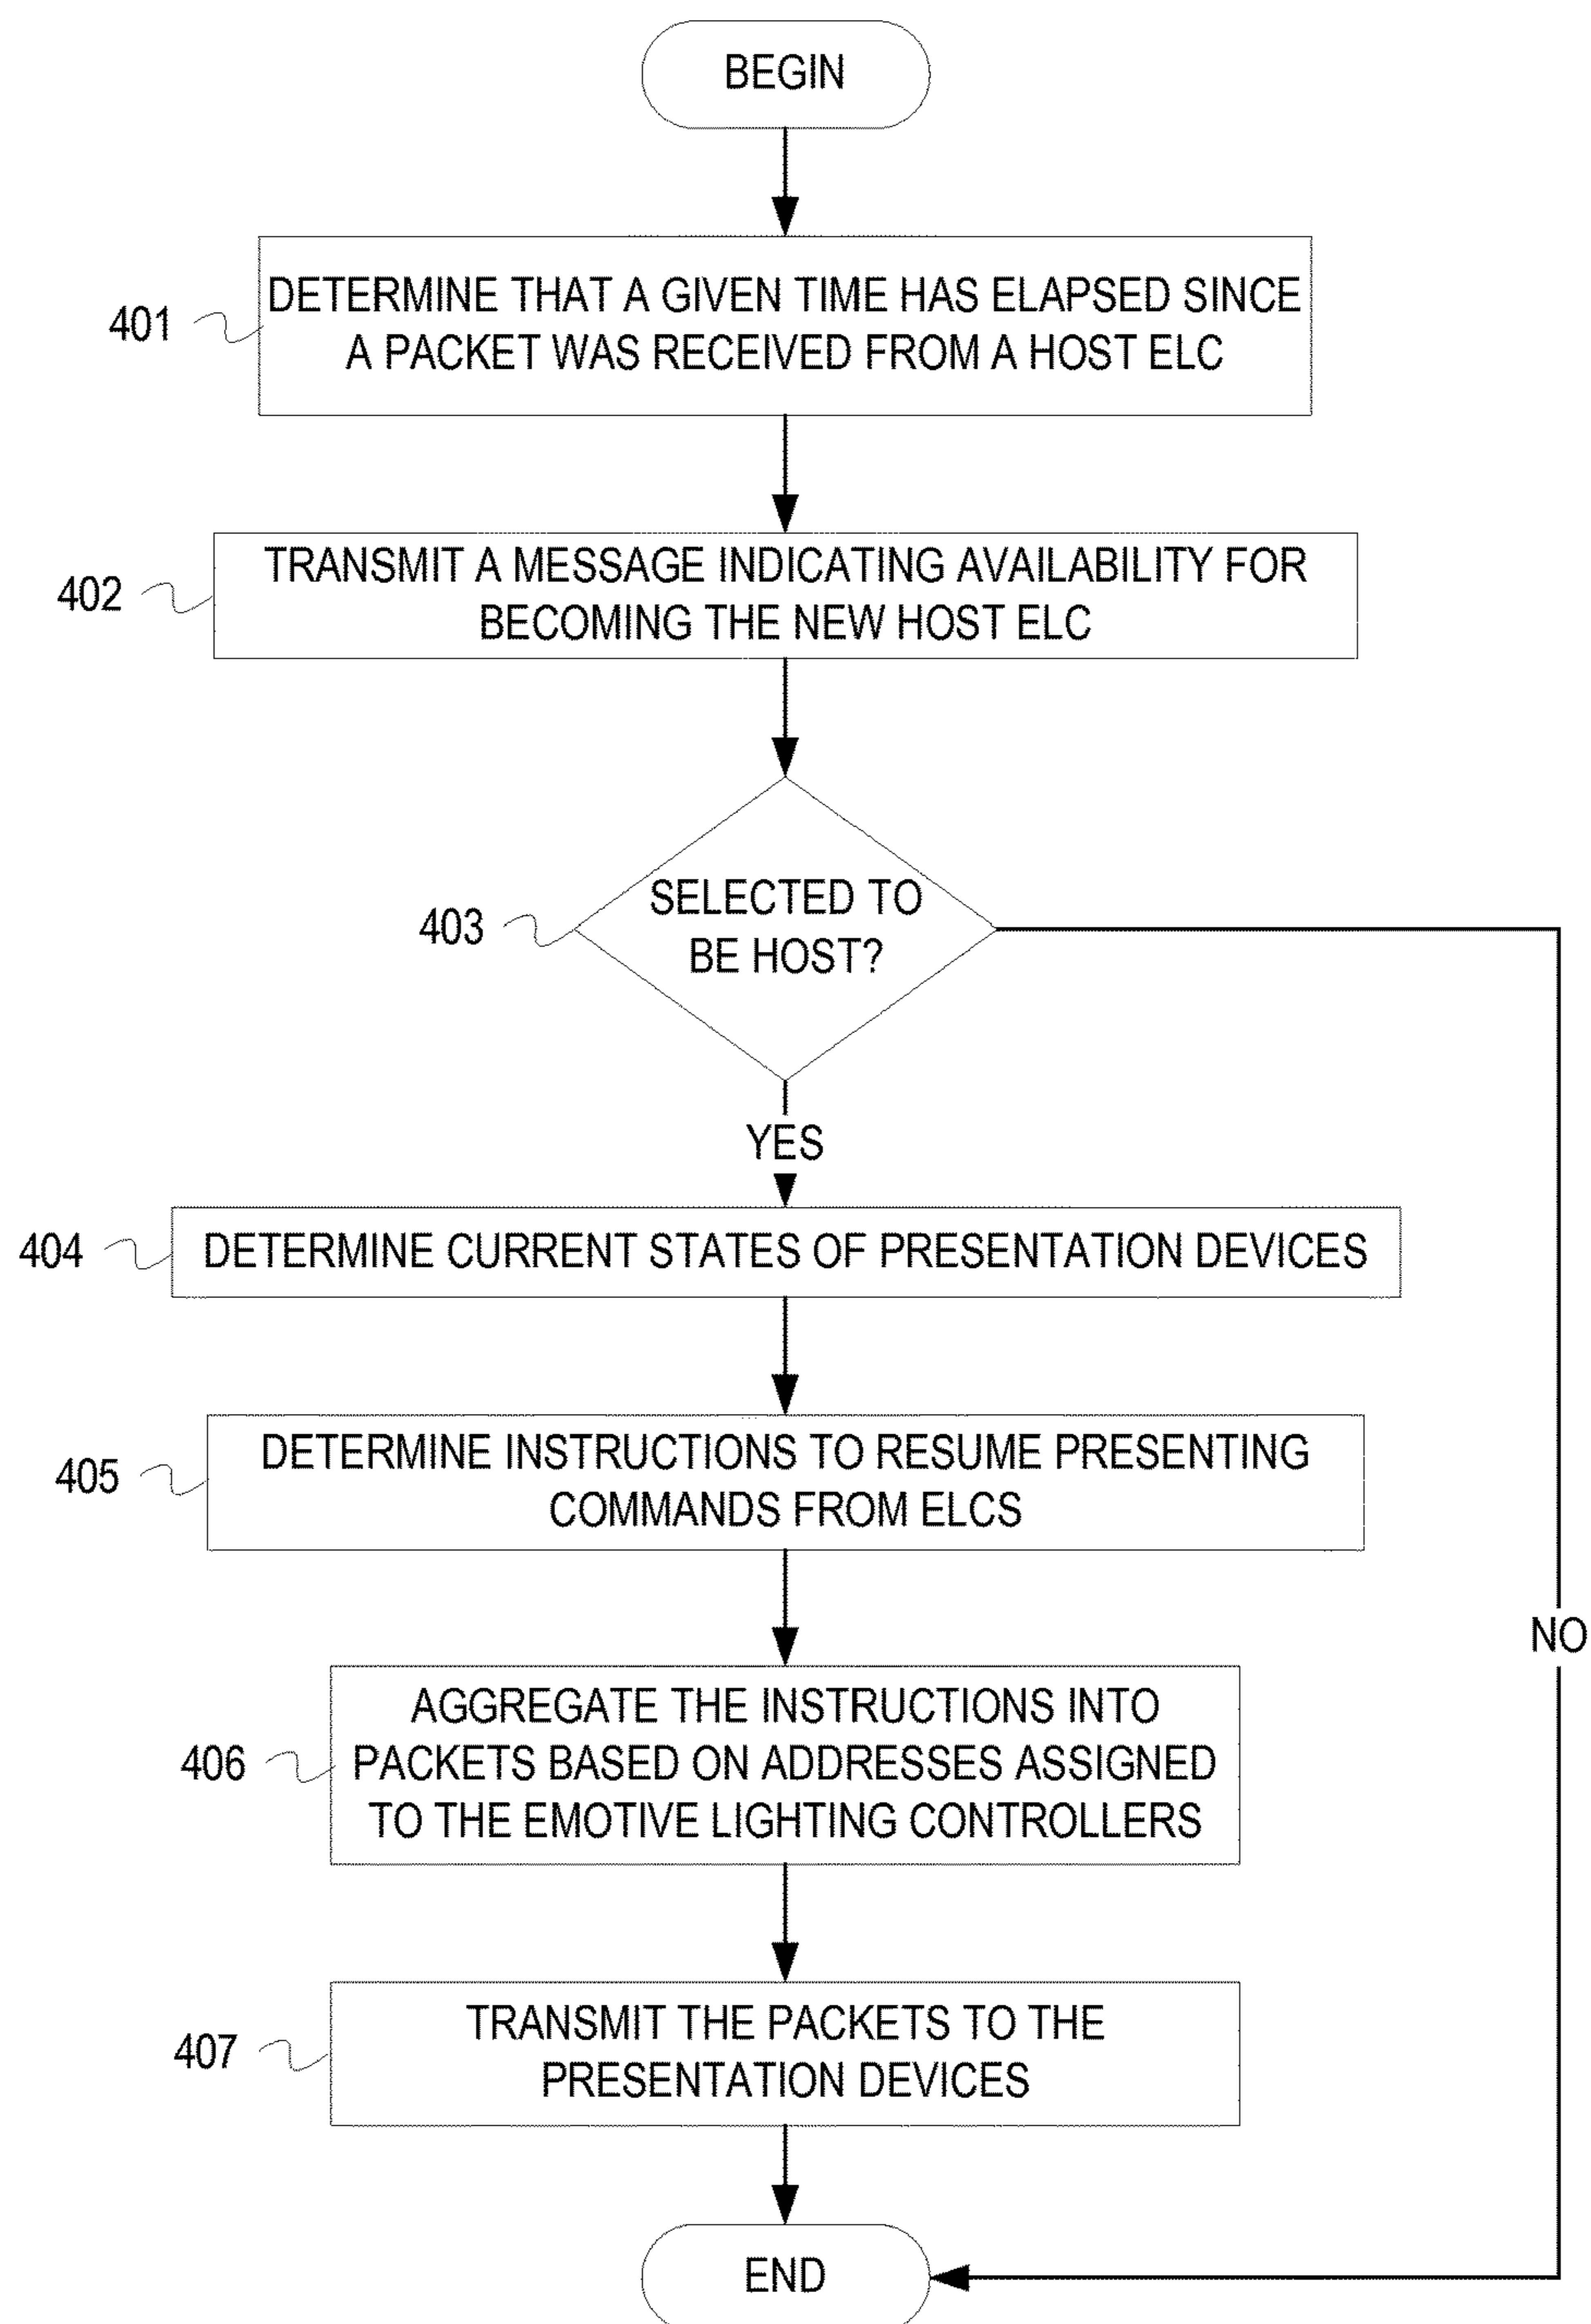 BEGIN
401
DETERMINE THAT A GIVEN TIME HAS ELAPSED SINCE
A PACKET WAS RECEIVED FROM A HOST ELC
402
TRANSMIT A MESSAGE INDICATING AVAILABILITY FOR
BECOMING THE NEW HOST ELC
403
SELECTED TO
BE HOST?
YES
404
DETERMINE CURRENT STATES OF PRESENTATION DEVICES
405
DETERMINE INSTRUCTIONS TO RESUME PRESENTING
COMMANDS FROM ELCS
NO
406
AGGREGATE THE INSTRUCTIONS INTO
PACKETS BASED ON ADDRESSES ASSIGNED
TO THE EMOTIVE LIGHTING CONTROLLERS
407
TRANSMIT THE PACKETS TO THE
PRESENTATION DEVICES
END